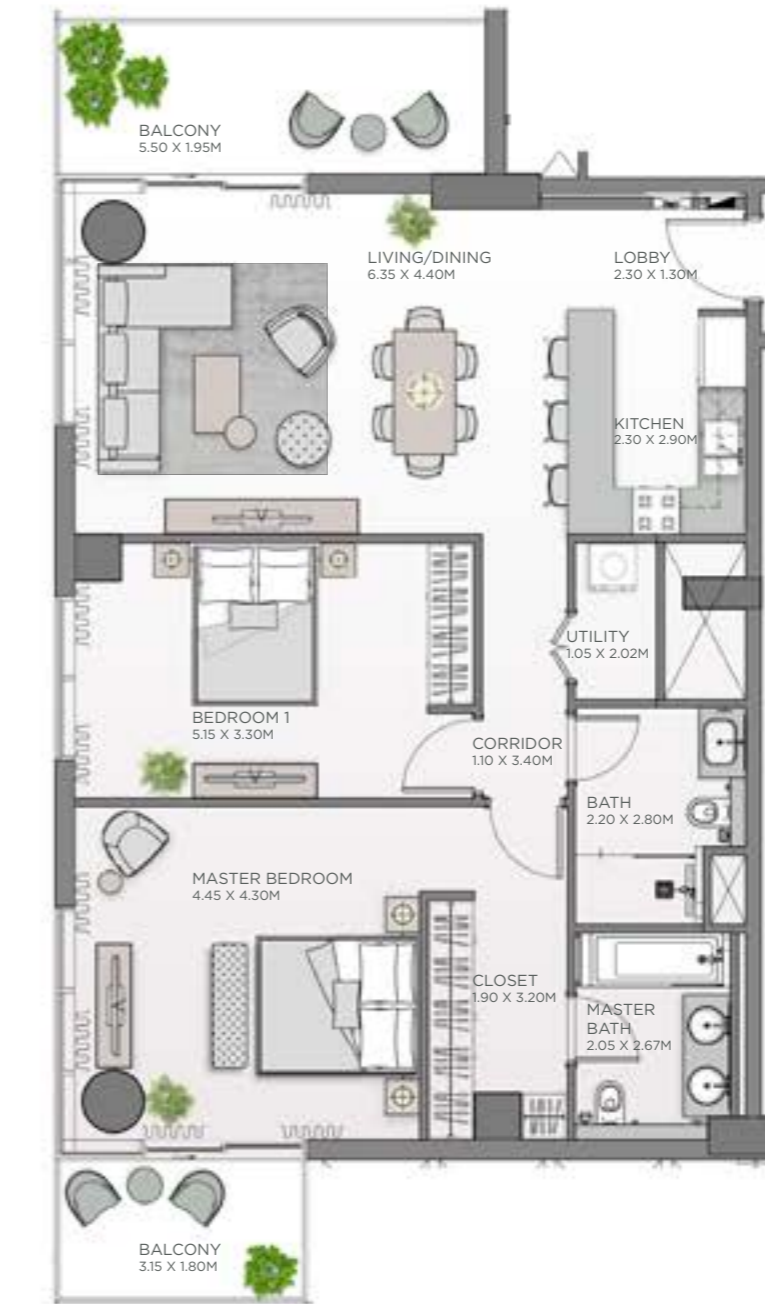 BALCONY
5.50 X 1.95M
LIVING/DINING
6.35 X 4.40M
LOBBY
2.30 X 1.30M
KITCHEN
2.30 X 2.90M
UTILITY
1.05 X 2.02M
BEDROOM 1
5.15 X 3.30M
CORRIDOR
1.10 X 3.40M
BATH
2.20 X 2.80M
MASTER BEDROOM
4.45 X 4.30M
CLOSET
1.90 X 3.20M
MASTER
BATH
2.05 X 2.67M
BALCONY
3.15 X 1.80M